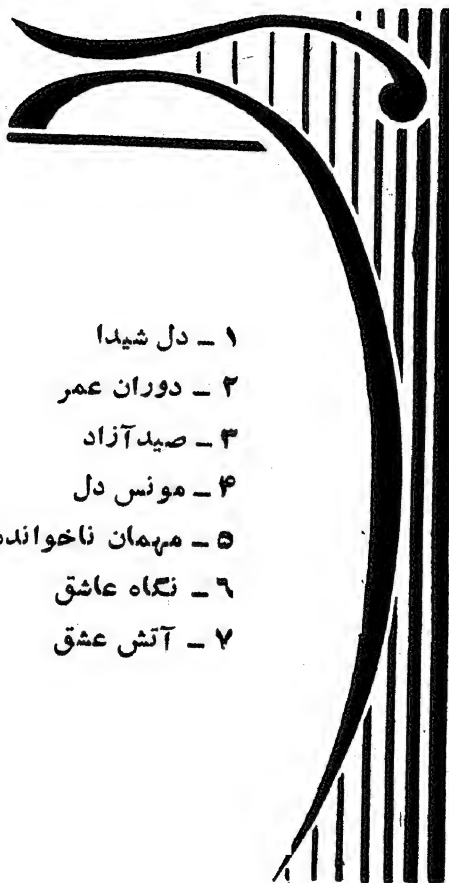 ۱ ـ دل شیدا
۲ ـ دوران عمر
۳ ـ صیدآزاد
۴ ـ مونس دل
۵ ـ مهمان ناخوانده
۶ ـ نگاه عاشق
۷ ـ آتش عشق